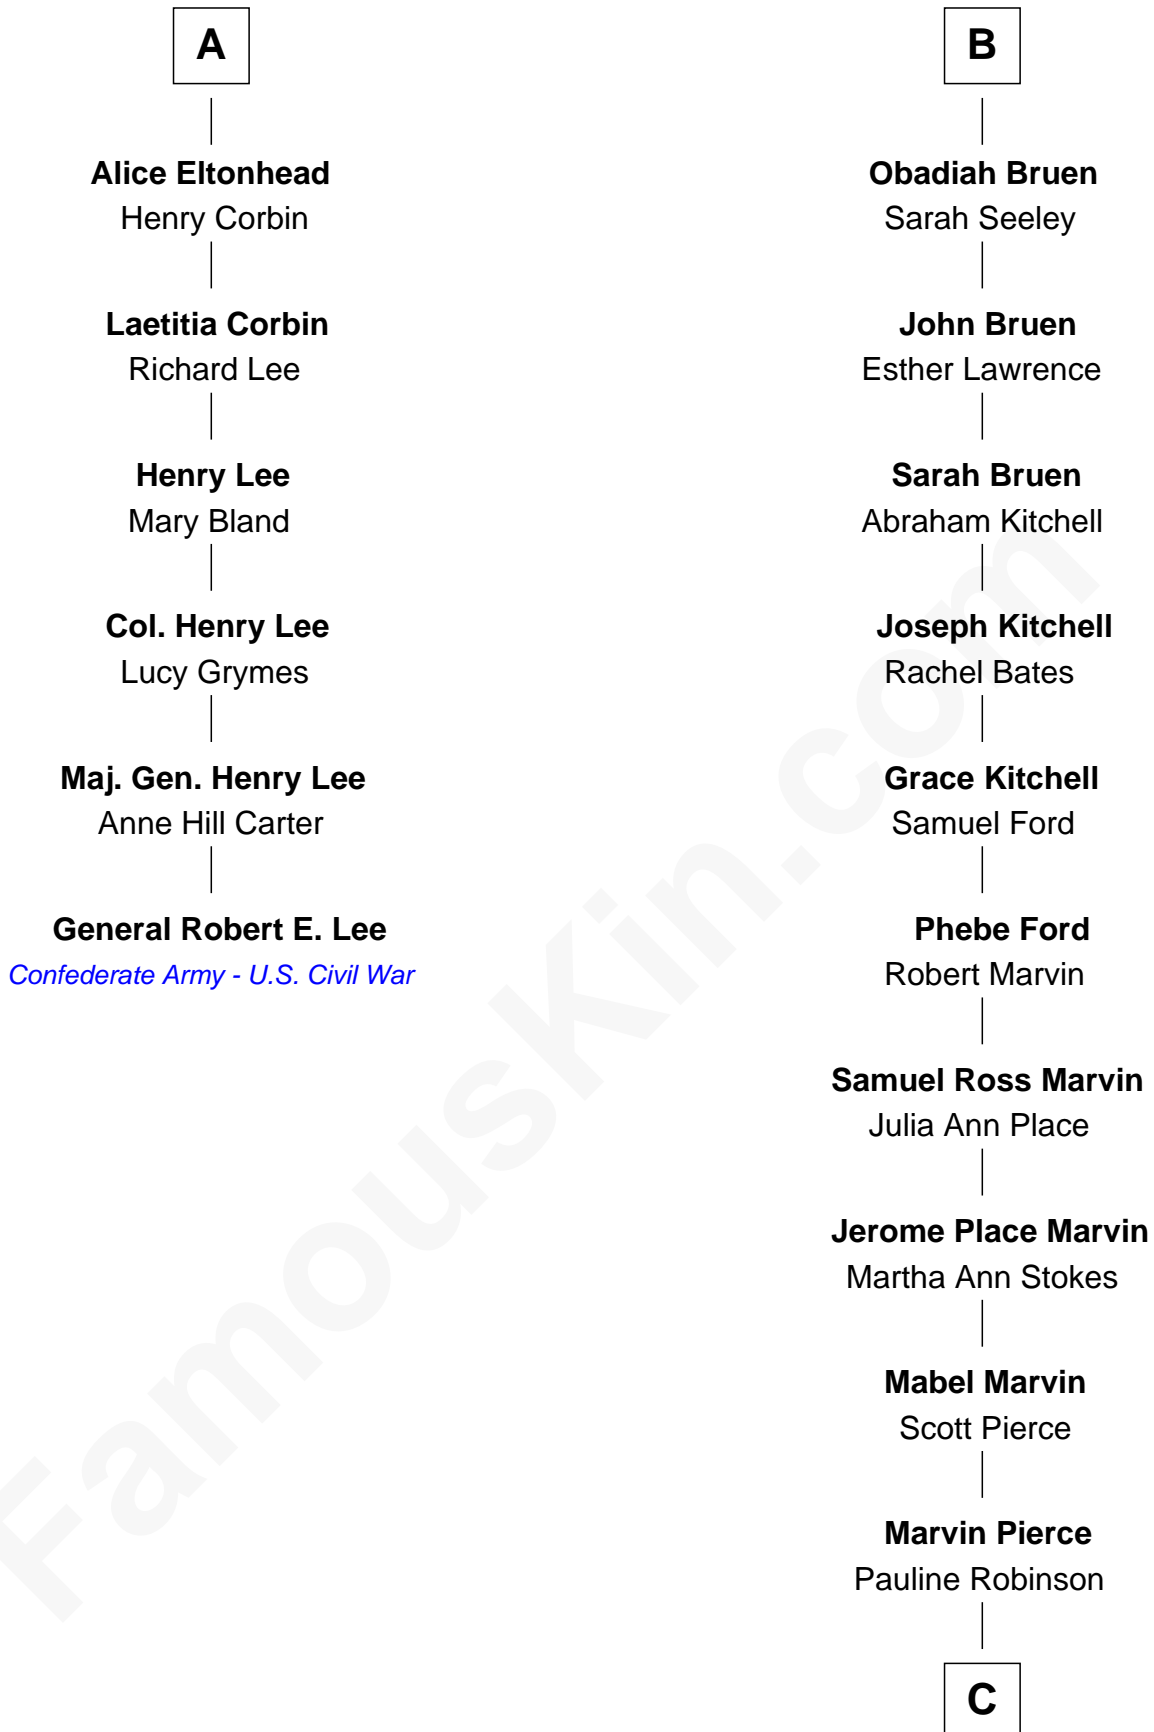 A
Alice Eltonhead
Henry Corbin
Laetitia Corbin
Richard Lee
Henry Lee
Mary Bland
Col. Henry Lee
Lucy Grymes
Maj. Gen. Henry Lee
Anne Hill Carter
General Robert E. Lee
Confederate Army - U.S. Civil War
B
Obadiah Bruen
Sarah Seeley
John Bruen
Esther Lawrence
Sarah Bruen
Abraham Kitchell
Joseph Kitchell
Rachel Bates
Grace Kitchell
Samuel Ford
Phebe Ford
Robert Marvin
Samuel Ross Marvin
Julia Ann Place
Jerome Place Marvin
Martha Ann Stokes
Mabel Marvin
Scott Pierce
Marvin Pierce
Pauline Robinson
C
FamousKin.com